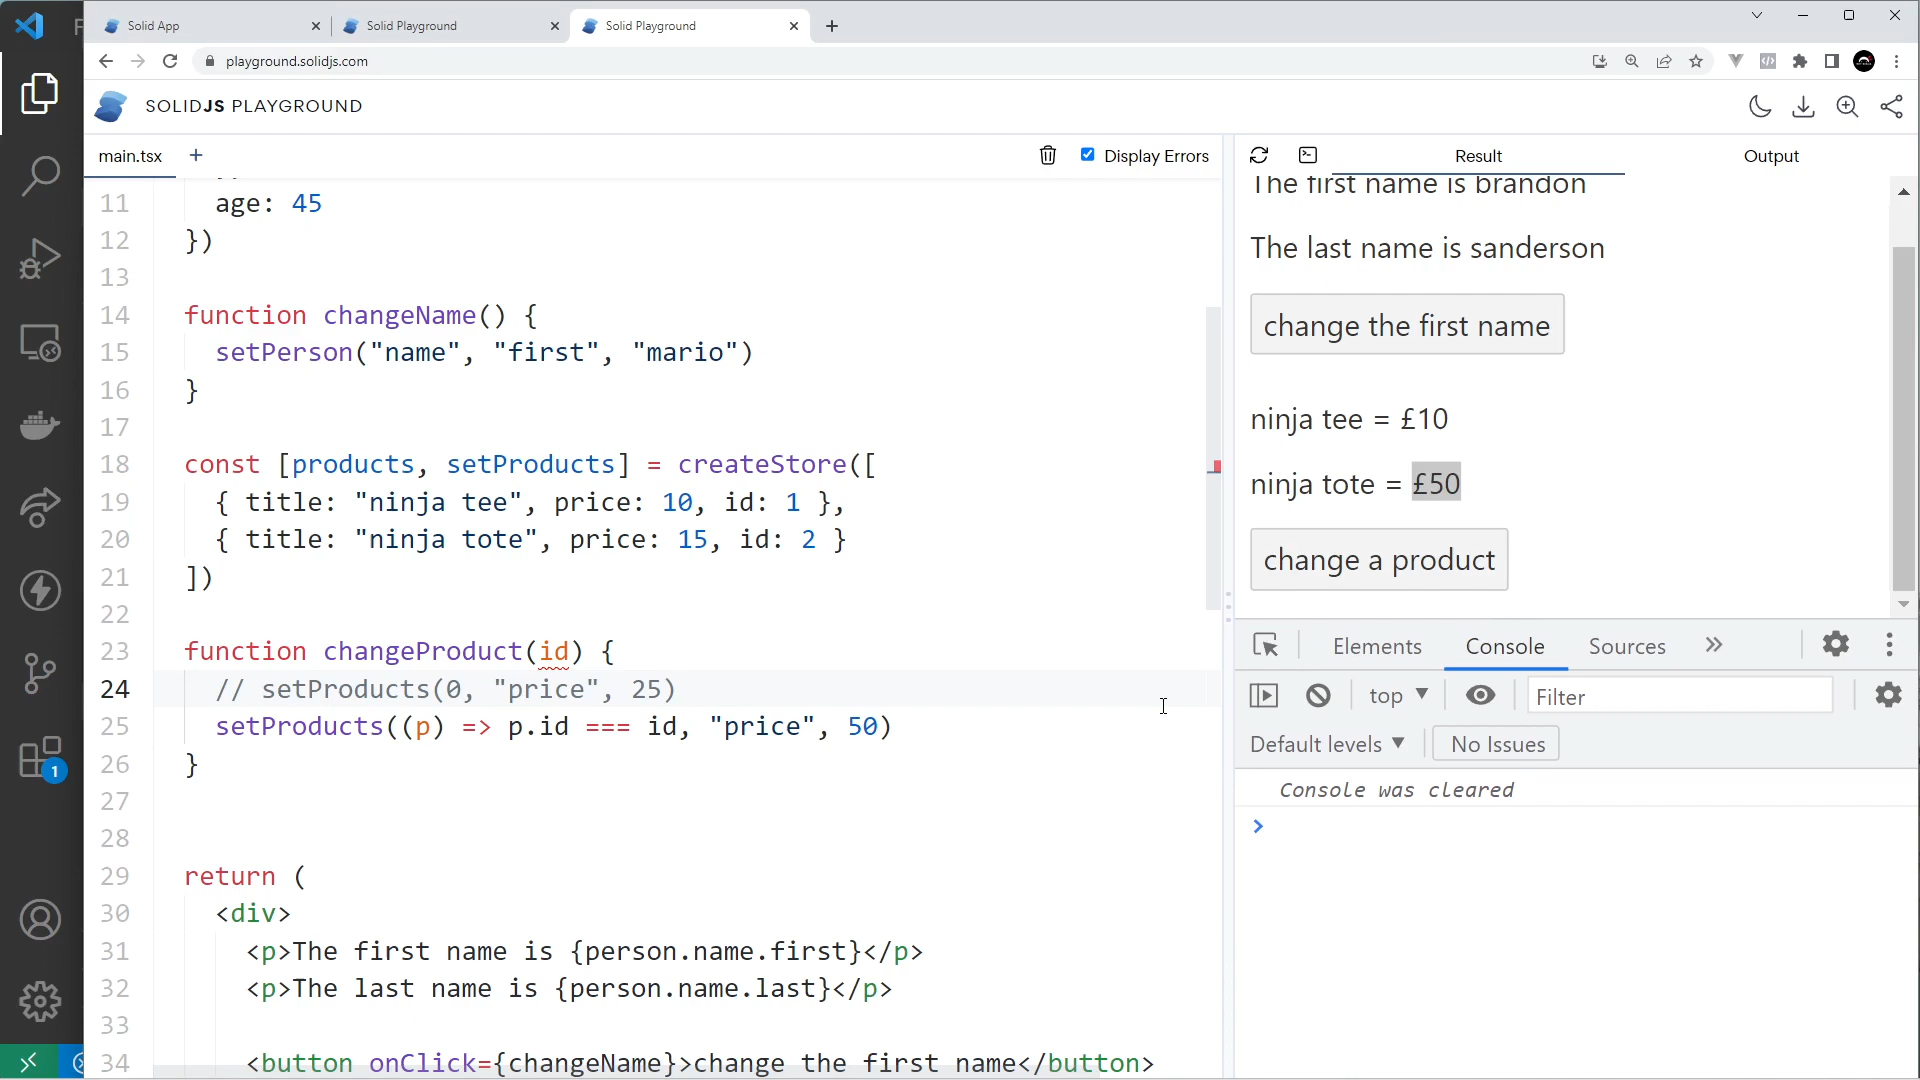 Solid App
Solid Playground
Solid Playground
playground.solidjs.com
SOLIDJS PLAYGROUND
main.tsx
Display Errors
Result
Output
11 age: 45
12 })
13
14 function changeName() {
15 setPerson("name", "first", "mario")
16 }
17
18 const [products, setProducts] = createStore([
19 { title: "ninja tee", price: 10, id: 1 },
20 { title: "ninja tote", price: 15, id: 2 }
21 ])
22
23 function changeProduct(id) {
24 // setProducts(0, "price", 25)
25 setProducts((p) => p.id === id, "price", 50)
26 }
27
28
29 return (
30 <div>
31 <p>The first name is {person.name.first}</p>
32 <p>The last name is {person.name.last}</p>
33
34 <button onClick={changeName}>change the first name</button>
The first name is brandon
The last name is sanderson
change the first name
ninja tee = £10
ninja tote = £50
change a product
Elements
Console
Sources
top
Filter
Default levels
No Issues
Console was cleared
1